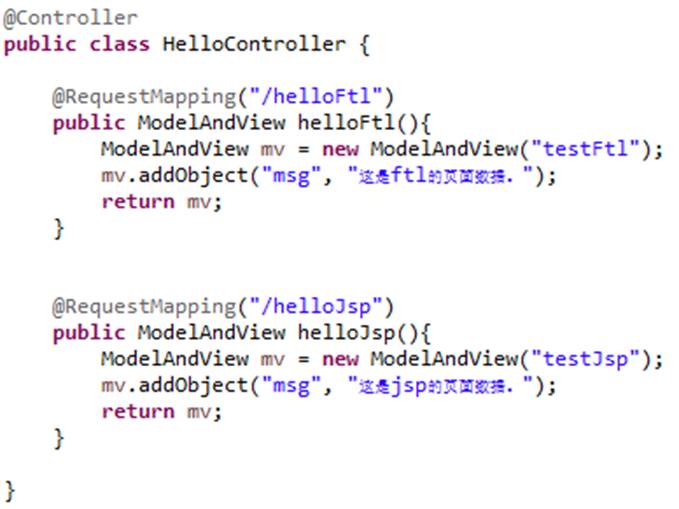 @Controller
public class HelloController {
@RequestMapping("/helloFtl")
public ModelAndView helloFtl(){
ModelAndView mv = new ModelAndView("testFtl");
mv.addObject("msg", "这是ftl的页面数据.");
return mv;
}
@RequestMapping("/helloJsp")
public ModelAndView helloJsp(){
ModelAndView mv = new ModelAndView("testJsp");
mv.addObject("msg", "这是jsp的页面数据.");
return mv;
}
}